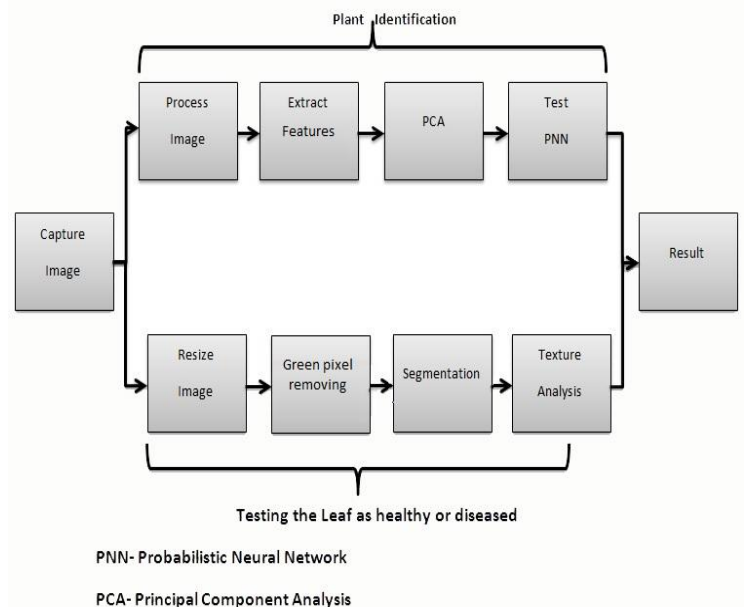 Plant Identification
Process
Image
Extract
Features
PCA
Test
PNN
Capture
Image
Result
Resize
Image
Green pixel
removing
Segmentation
Texture
Analysis
Testing the Leaf as healthy or diseased
PNN- Probabilistic Neural Network
PCA- Principal Component Analysis